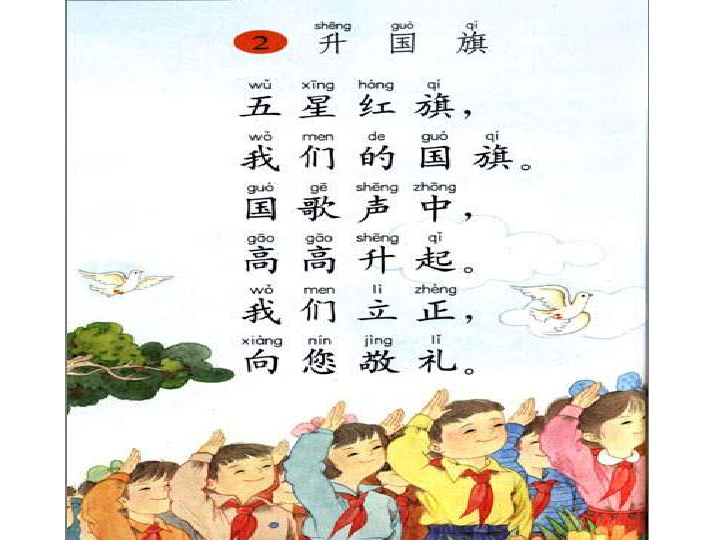 shēng guó qí
2 升国旗
wǔ xīng hóng qí
五星红旗，
wǒ men de guó qí
我们的国旗。
guó gē shēng zhōng
国歌声中，
gāo gāo shēng qǐ
高高升起。
wǒ men lì zhèng
我们立正，
xiàng nín jìng lǐ
向您敬礼。